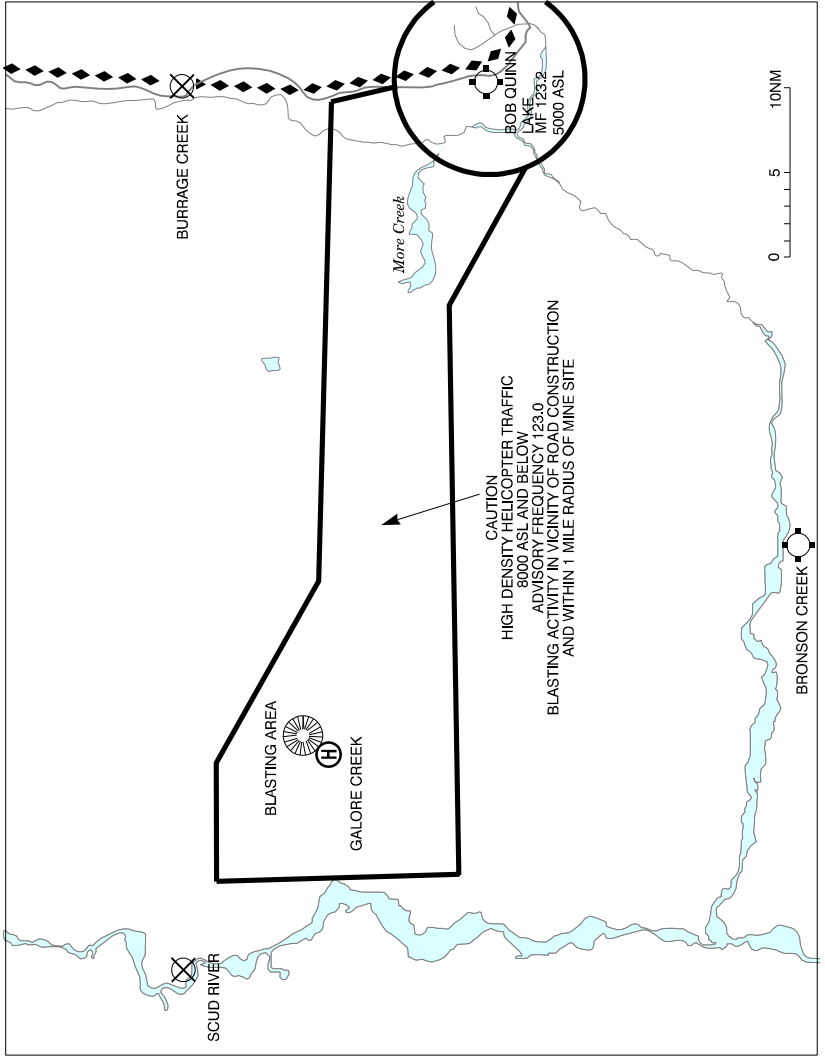 BURRAGE CREEK
BOB QUINN
LAKE
MF 123.2
5000 ASL
More Creek
10NM
5
0
CAUTION
HIGH DENSITY HELICOPTER TRAFFIC
8000 ASL AND BELOW
ADVISORY FREQUENCY 123.0
BLASTING ACTIVITY IN VICINITY OF ROAD CONSTRUCTION
AND WITHIN 1 MILE RADIUS OF MINE SITE
BLASTING AREA
H
GALORE CREEK
BRONSON CREEK
SCUD RIVER